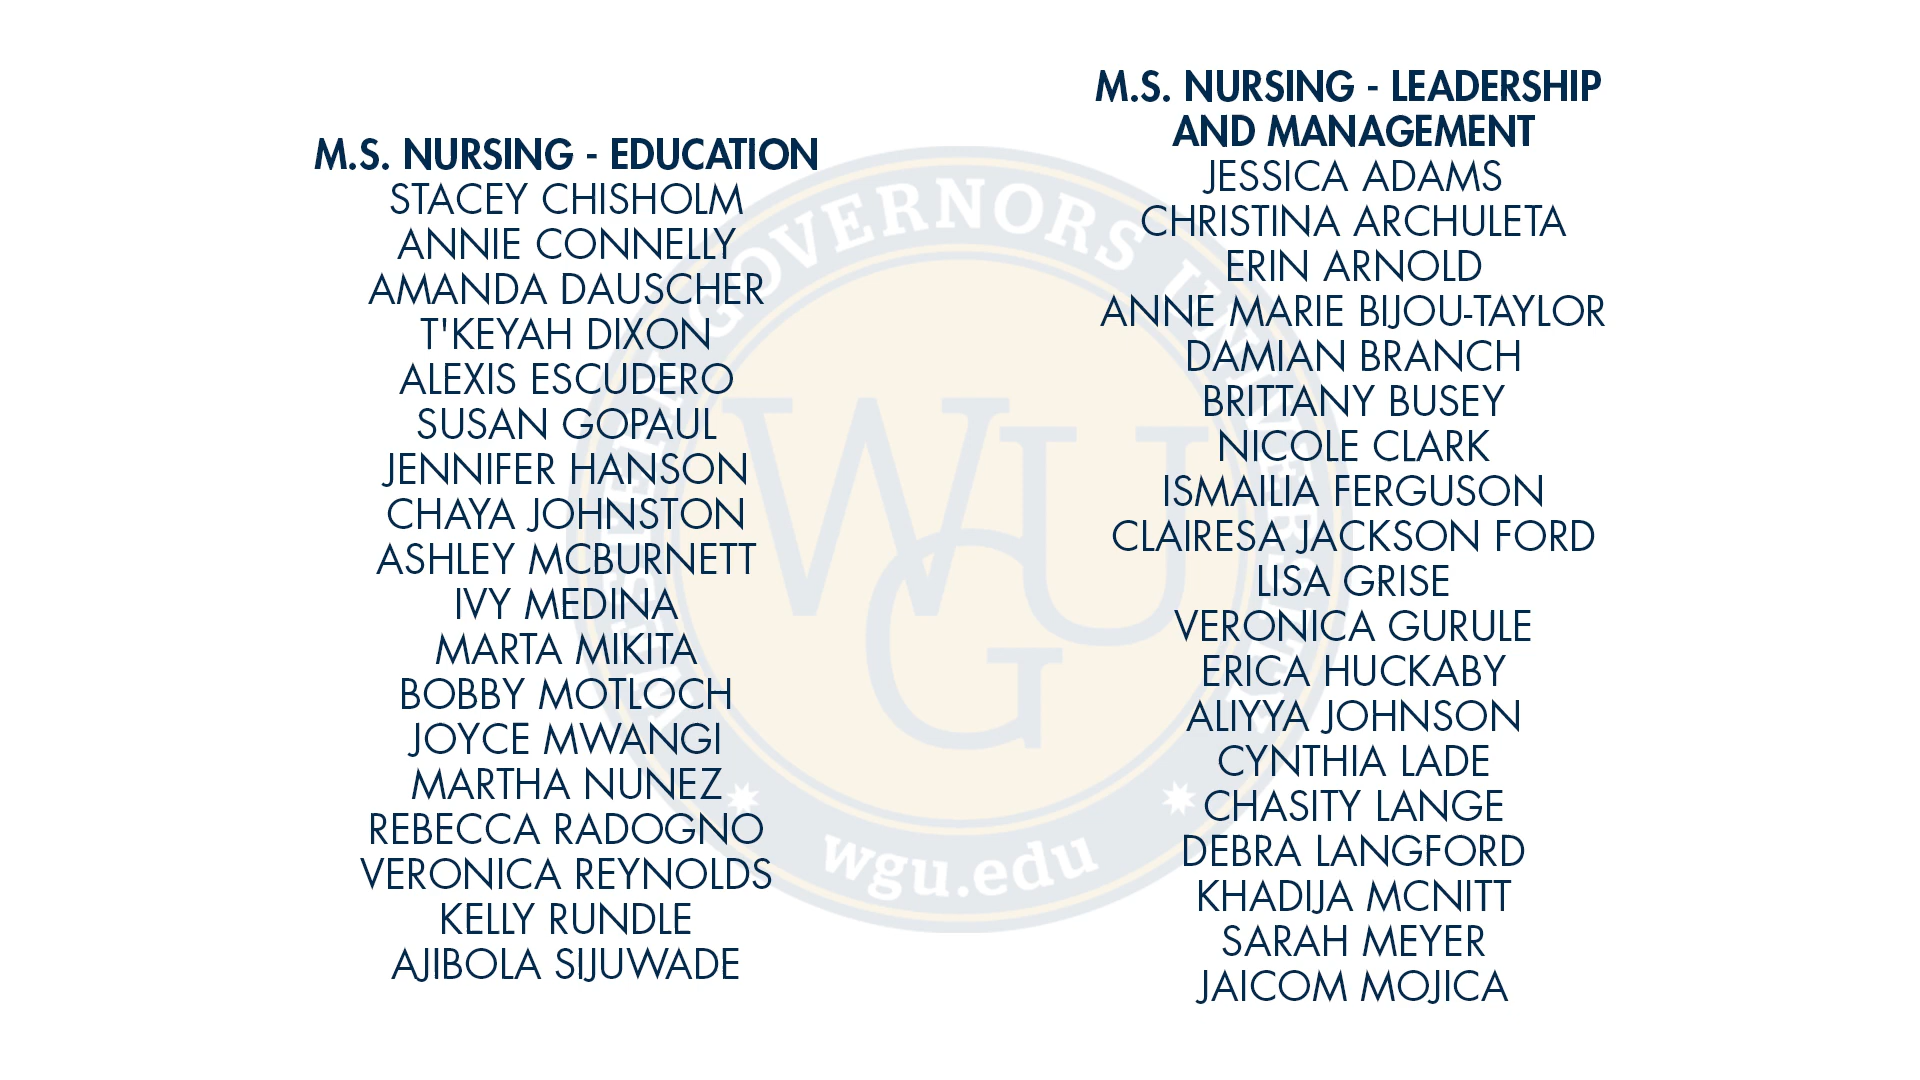 M.S. NURSING - EDUCATION
STACEY CHISHOLM
ANNIE CONNELLY
AMANDA DAUSCHER
T'KEYAH DIXON
ALEXIS ESCUDERO
SUSAN GOPAUL
JENNIFER HANSON
CHAYA JOHNSTON
ASHLEY MCBURNETT
IVY MEDINA
MARTA MIKITA
BOBBY MOTLOCH
JOYCE MWANGI
MARTHA NUNEZ
REBECCA RADOGNO
VERONICA REYNOLDS
KELLY RUNDLE
AJIBOLA SIJUWADE
M.S. NURSING - LEADERSHIP
AND MANAGEMENT
JESSICA ADAMS
CHRISTINA ARCHULETA
ERIN ARNOLD
ANNE MARIE BIJOU-TAYLOR
DAMIAN BRANCH
BRITTANY BUSEY
NICOLE CLARK
ISMAILIA FERGUSON
CLAIRESA JACKSON FORD
LISA GRISE
VERONICA GURULE
ERICA HUCKABY
ALIYYA JOHNSON
CYNTHIA LADE
CHASITY LANGE
DEBRA LANGFORD
KHADIJA MCNITT
SARAH MEYER
JAICOM MOJICA
WESTERN GOVERNORS UNIVERSITY
WGU
wgu.edu